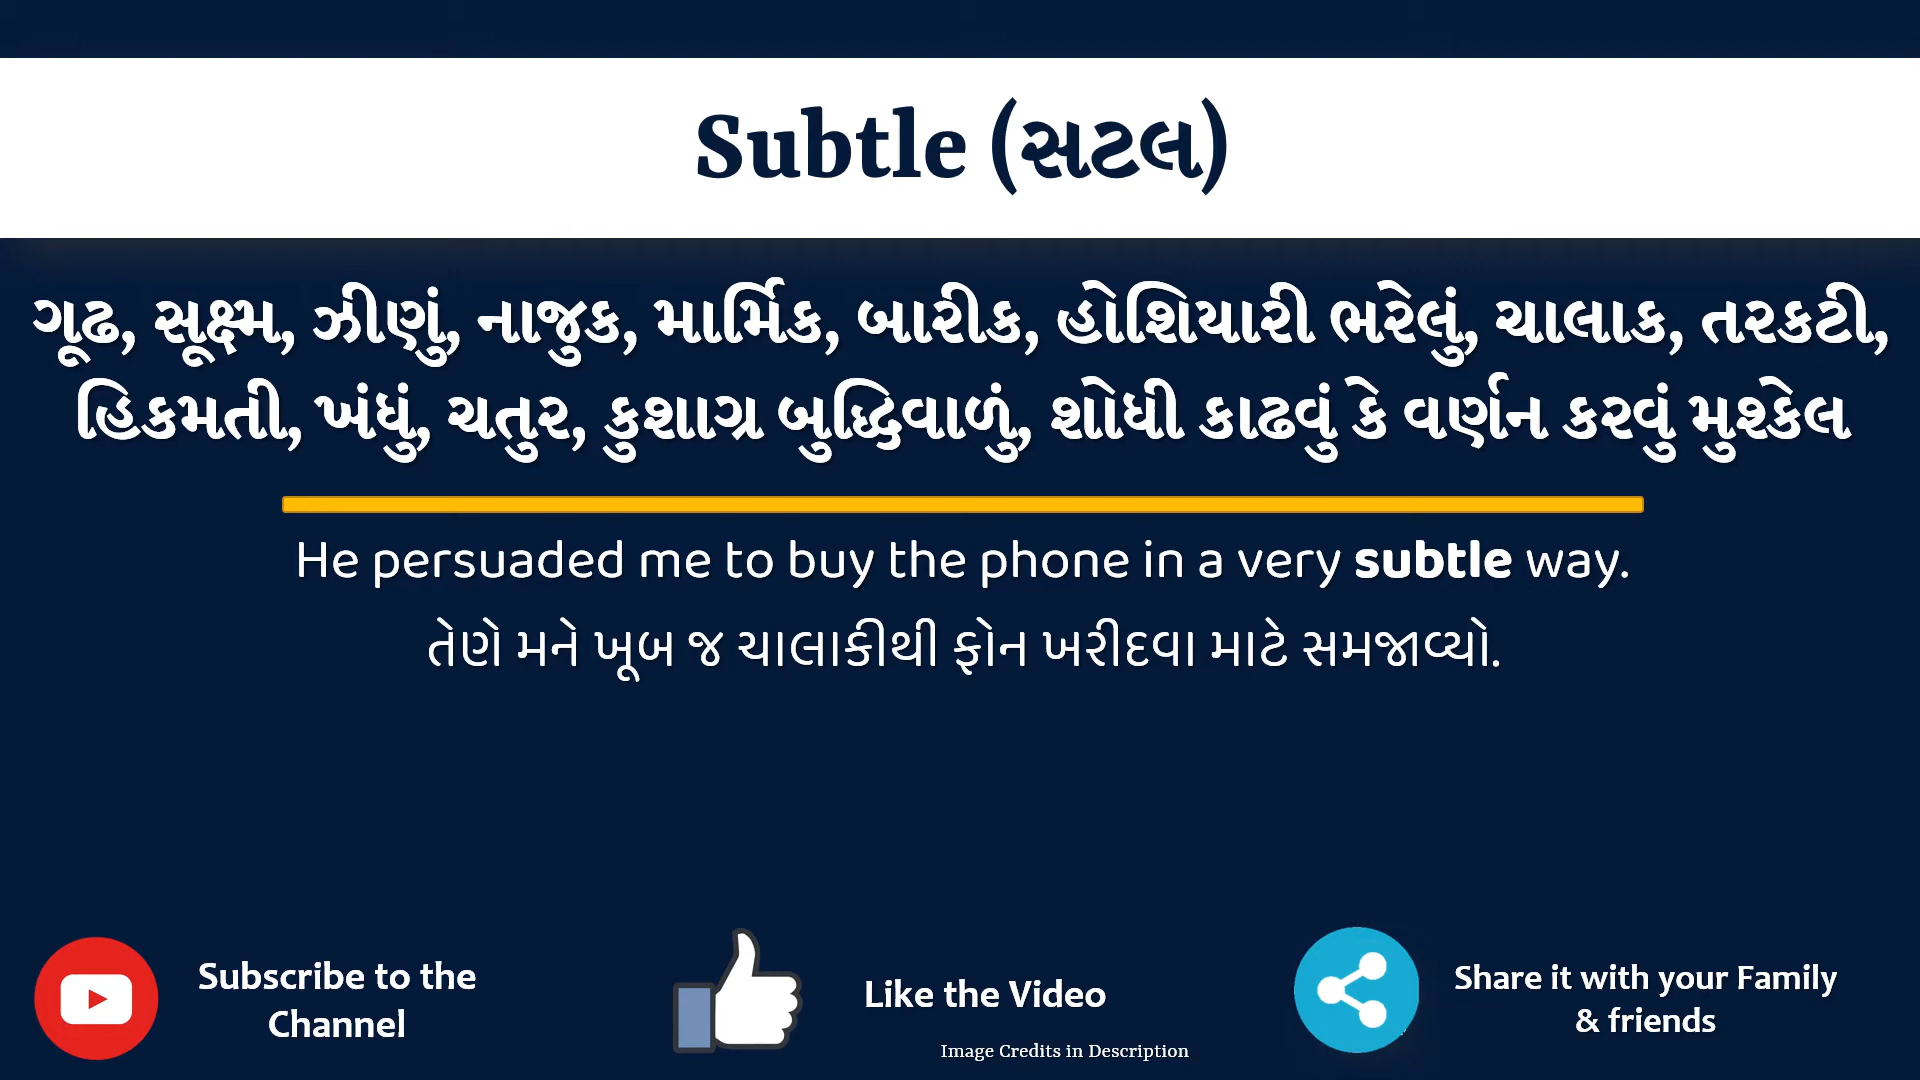 Subtle (સટલ)
ગૂઢ, સૂક્ષ્મ, ઝીણું, નાજુક, માર્મિક, બારીક, હોશિયારી ભરેલું, ચાલાક, તરકટી,
હિકમતી, ખંધું, ચતુર, કુશાગ્ર બુદ્ધિવાળું, શોધી કાઢવું કે વર્ણન કરવું મુશ્કેલ
He persuaded me to buy the phone in a very subtle way.
તેણે મને ખૂબ જ ચાલાકીથી ફોન ખરીદવા માટે સમજાવ્યો.
Subscribe to the
Channel
Like the Video
Share it with your Family
& friends
Image Credits in Description